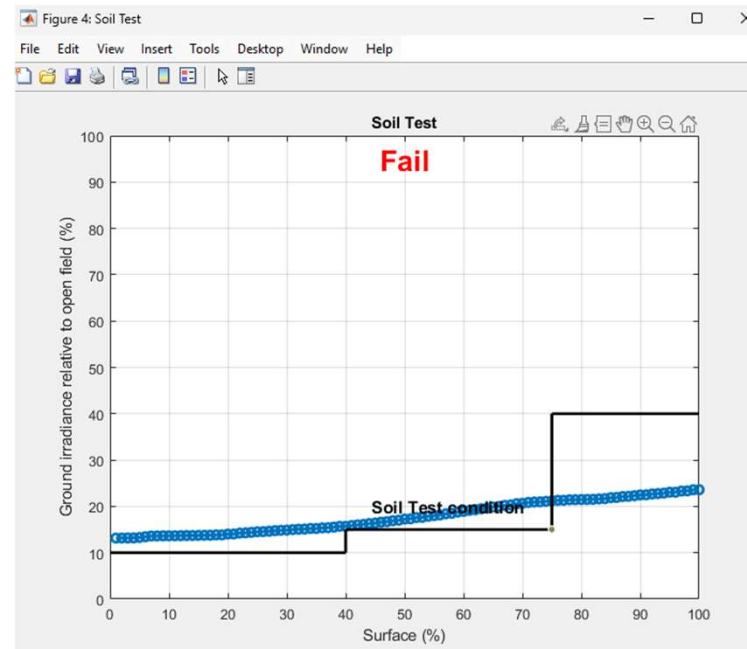 Figure 4: Soil Test
File Edit View Insert Tools Desktop Window Help
Soil Test
Fail
100
90
80
70
60
50
40
30
20
10
0
Ground irradiance relative to open field (%)
Soil Test condition
0 10 20 30 40 50 60 70 80 90 100
Surface (%)